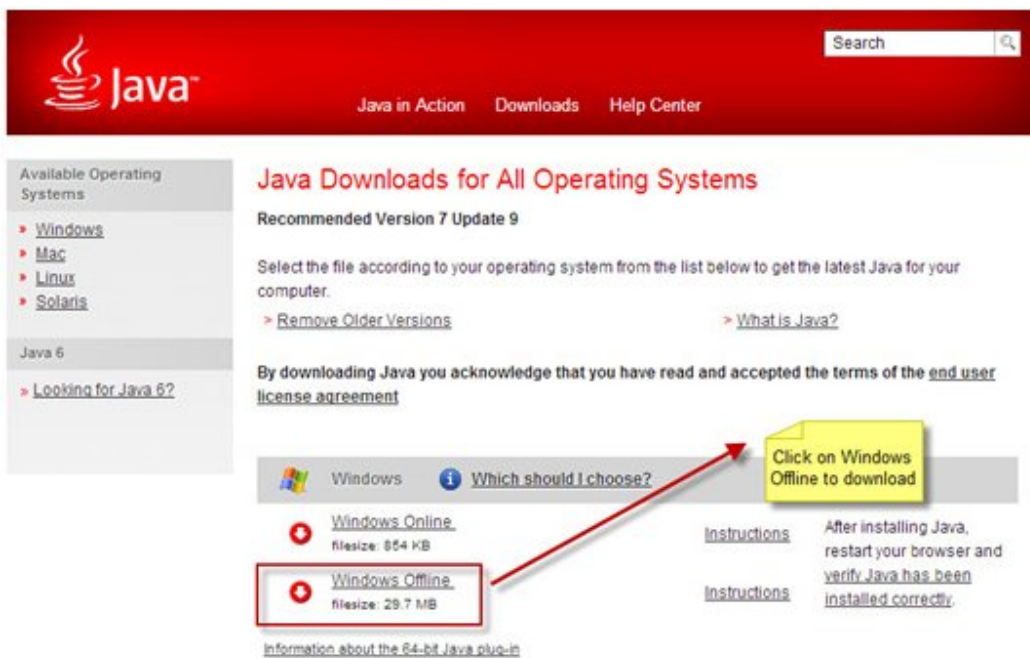 Java™
Search
Java in Action Downloads Help Center
Available Operating
Systems
Windows
Mac
Linux
Solaris
Java 6
Looking for Java 6?
Java Downloads for All Operating Systems
Recommended Version 7 Update 9
Select the file according to your operating system from the list below to get the latest Java for your
computer.
> Remove Older Versions > What is Java?
By downloading Java you acknowledge that you have read and accepted the terms of the end user
license agreement
Click on Windows
Offline to download
Windows i Which should I choose?
Windows Online
filesize: 854 KB
Instructions
Windows Offline
filesize: 29.7 MB
Instructions
After installing Java,
restart your browser and
verify Java has been
installed correctly.
Information about the 64-bit Java plug-in